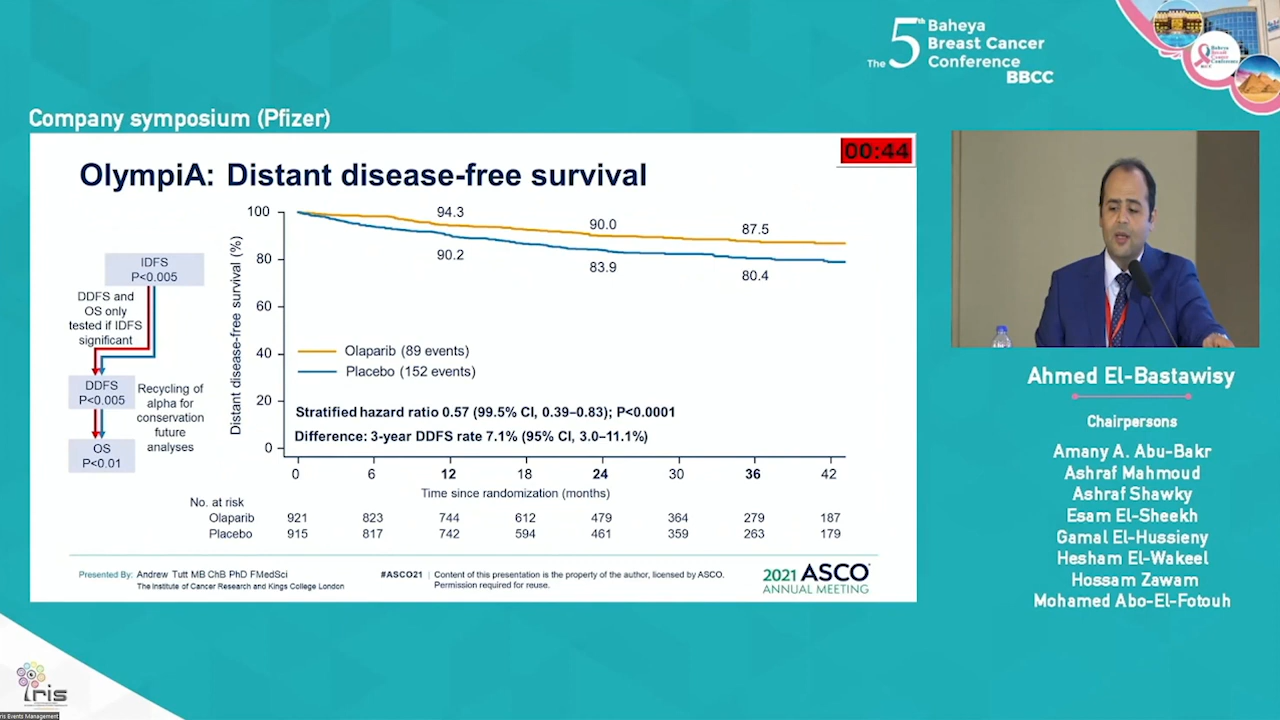 The 5th Baheya
Breast Cancer
Conference
BBCC
Company symposium (Pfizer)
00:44
OlympiA: Distant disease-free survival
IDFS
P<0.005
DDFS and
OS only
tested if IDFS
significant
DDFS
P<0.005
Recycling of
alpha for
conservation
future
analyses
OS
P<0.01
Distant disease-free survival (%)
100
80
60
40
20
0
94.3
90.0
87.5
90.2
83.9
80.4
Olaparib (89 events)
Placebo (152 events)
Stratified hazard ratio 0.57 (99.5% CI, 0.39–0.83); P<0.0001
Difference: 3-year DDFS rate 7.1% (95% CI, 3.0–11.1%)
0 6 12 18 24 30 36 42
Time since randomization (months)
No. at risk
Olaparib 921 823 744 612 479 364 279 187
Placebo 915 817 742 594 461 359 263 179
Presented By: Andrew Tutt MB ChB PhD FMedSci
The Institute of Cancer Research and Kings College London
#ASCO21 | Content of this presentation is the property of the author, licensed by ASCO.
Permission required for reuse.
2021 ASCO®
ANNUAL MEETING
Ahmed El-Bastawisy
Chairpersons
Amany A. Abu-Bakr
Ashraf Mahmoud
Ashraf Shawky
Esam El-Sheekh
Gamal El-Hussieny
Hesham El-Wakeel
Hossam Zawam
Mohamed Abo-El-Fotouh
Iris
Iris Events Management